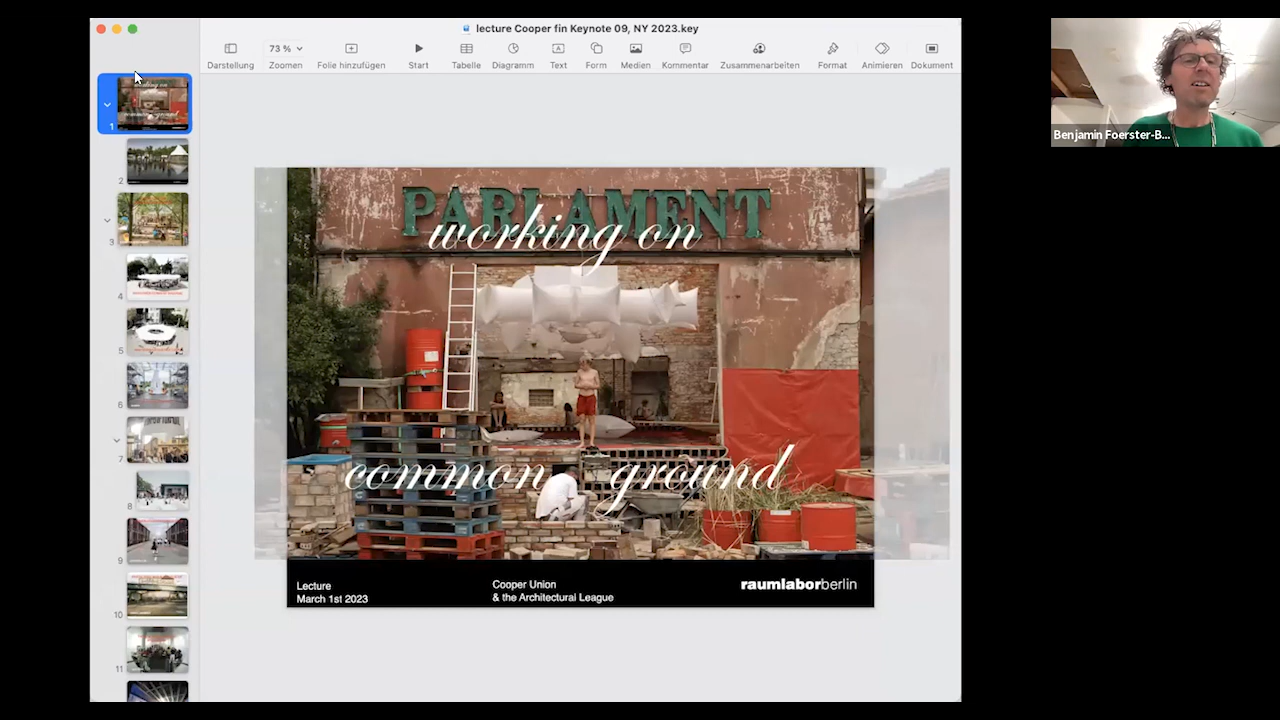 lecture Cooper fin Keynote 09, NY 2023.key
73 %
Darstellung
Zoomen
Folie hinzufügen
Start
Tabelle
Diagramm
Text
Form
Medien
Kommentar
Zusammenarbeiten
Format
Animieren
Dokument
Benjamin Foerster-B...
1
2
3
4
5
6
7
8
9
10
11
PARLAMENT
working on
common ground
Lecture
March 1st 2023
Cooper Union
& the Architectural League
raumlaborberlin